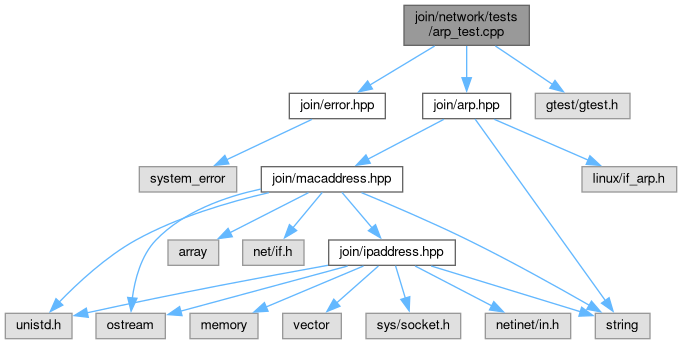 join/network/tests
/arp_test.cpp
join/error.hpp
join/arp.hpp
gtest/gtest.h
system_error
join/macaddress.hpp
linux/if_arp.h
array
net/if.h
join/ipaddress.hpp
unistd.h
ostream
memory
vector
sys/socket.h
netinet/in.h
string